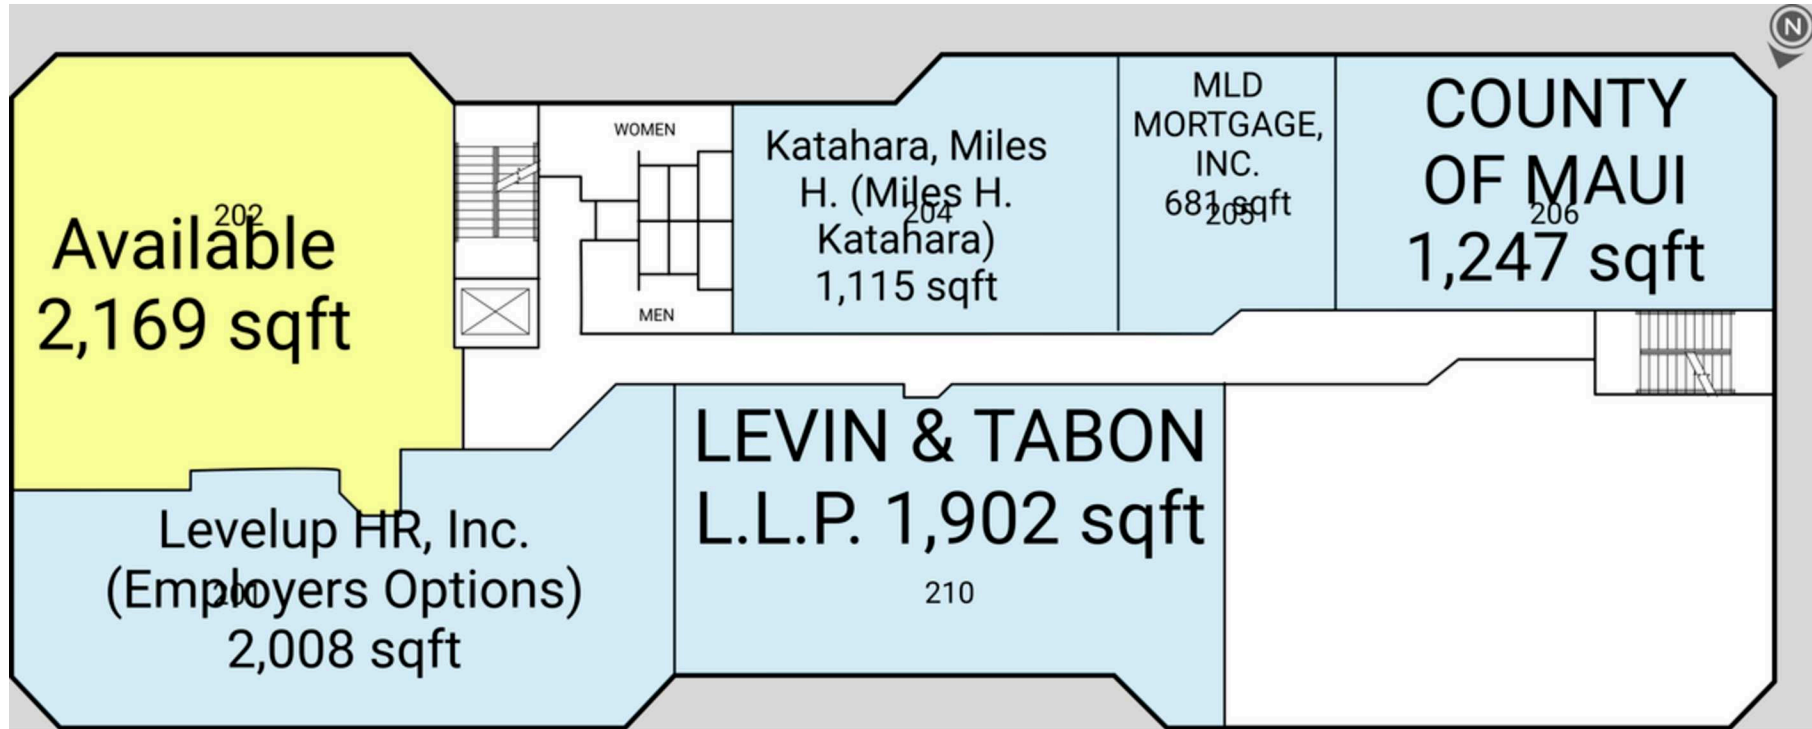 N
202
Available
2,169 sqft
WOMEN
MEN
Katahara, Miles
H. (Miles H.
204
Katahara)
1,115 sqft
MLD
MORTGAGE,
INC.
681 sqft
205
COUNTY
OF MAUI
206
1,247 sqft
Levelup HR, Inc.
(Employers Options)
201
2,008 sqft
LEVIN & TABON
L.L.P. 1,902 sqft
210